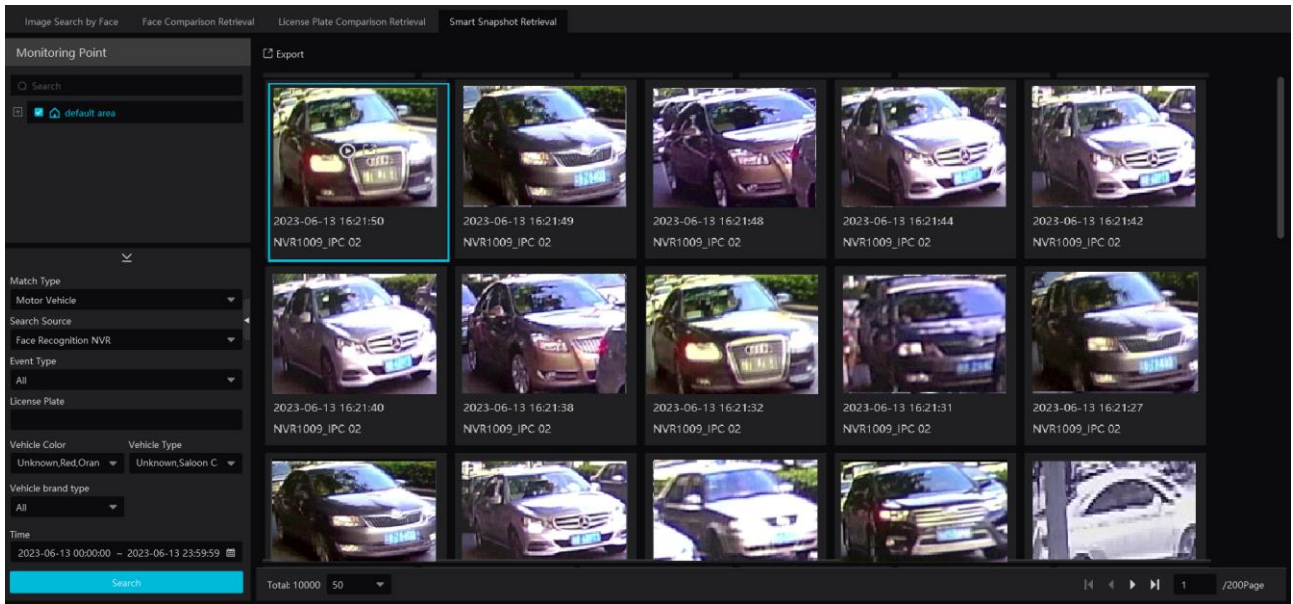 Image Search by Face Face Comparison Retrieval License Plate Comparison Retrieval Smart Snapshot Retrieval
Monitoring Point
Export
Search
default area
2023-06-13 16:21:50 2023-06-13 16:21:49 2023-06-13 16:21:48 2023-06-13 16:21:44 2023-06-13 16:21:42
NVR1009_IPC 02 NVR1009_IPC 02 NVR1009_IPC 02 NVR1009_IPC 02 NVR1009_IPC 02
Match Type
Motor Vehicle
Search Source
Face Recognition NVR
Event Type
All
License Plate
Vehicle Color Vehicle Type
Unknown,Red,Oran Unknown,Saloon C
Vehicle brand type
All
Time
2023-06-13 00:00:00 ~ 2023-06-13 23:59:59
Search
2023-06-13 16:21:40 2023-06-13 16:21:38 2023-06-13 16:21:32 2023-06-13 16:21:31 2023-06-13 16:21:27
NVR1009_IPC 02 NVR1009_IPC 02 NVR1009_IPC 02 NVR1009_IPC 02 NVR1009_IPC 02
Total: 10000 50 1 /200Page